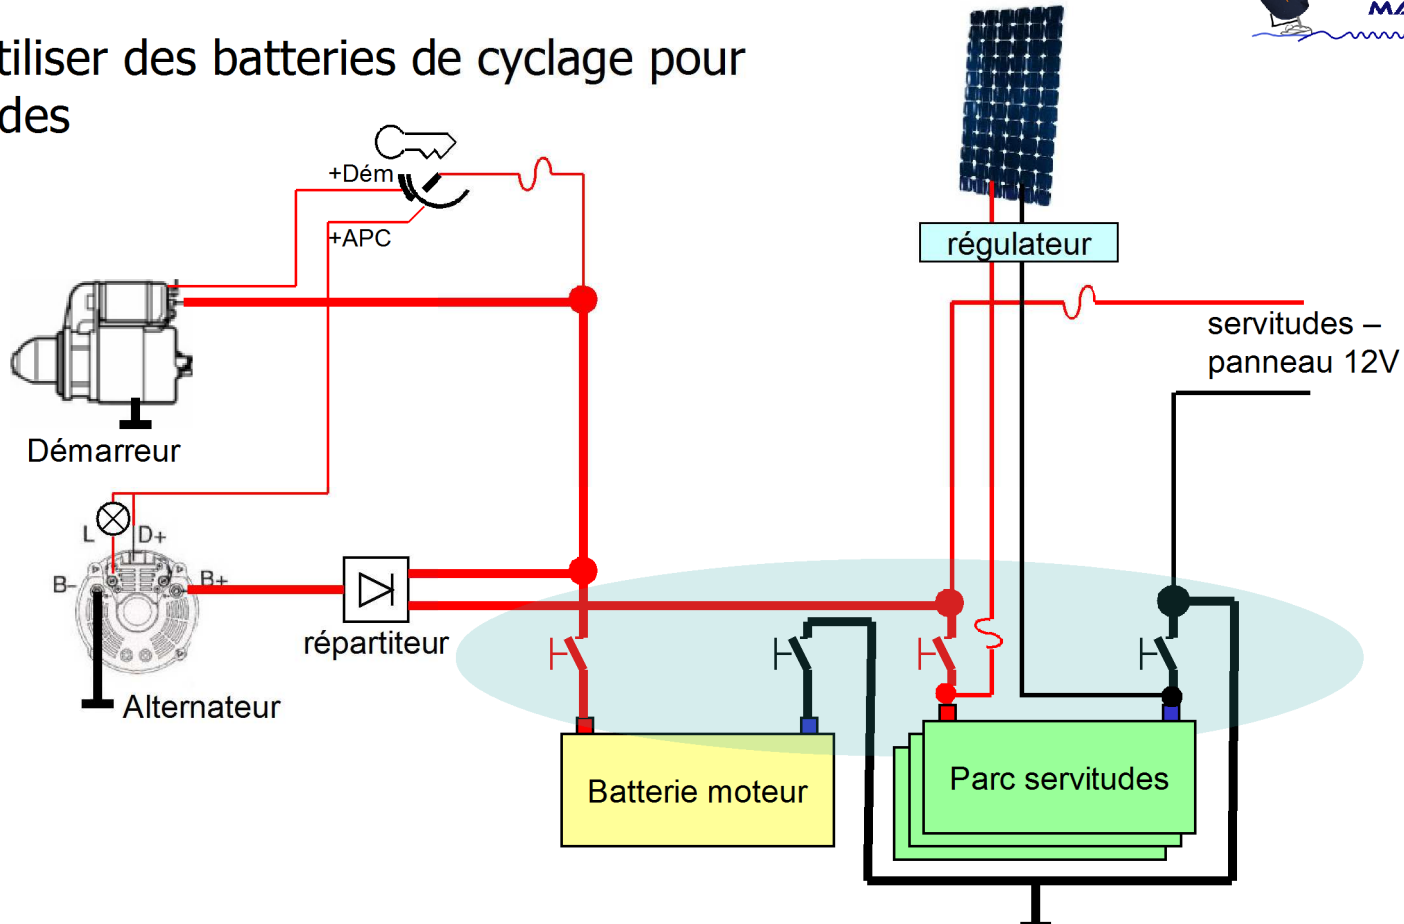 tiliser des batteries de cyclage pour
des
MA
+Dém
+APC
régulateur
servitudes –
panneau 12V
Démarreur
L
D+
B-
B+
répartiteur
Alternateur
Batterie moteur
Parc servitudes